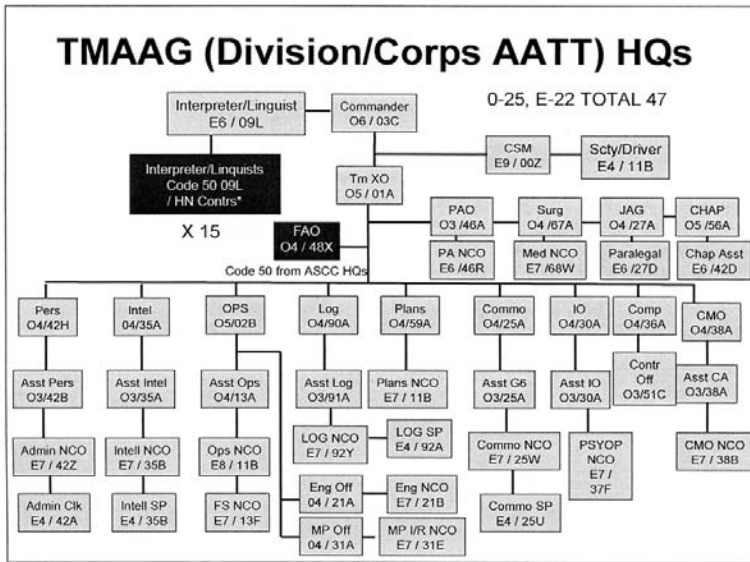 TMAAG (Division/Corps AATT) HQs
Interpreter/Linguist
E6 / 09L
Commander
O6 / 03C
0-25, E-22 TOTAL 47
CSM
E9 / 00Z
Scty/Driver
E4 / 11B
Interpreter/Linquists
Code 50 09L
/ HN Contrs*
X 15
Tm XO
O5 / 01A
PAO
O3 /46A
Surg
O4 /67A
JAG
O4 /27A
CHAP
O5 /56A
FAO
O4 / 48X
PA NCO
E6 /46R
Med NCO
E7 /68W
Paralegal
E6 /27D
Chap Asst
E6 /42D
Code 50 from ASCC HQs
Pers
O4/42H
Intel
04/35A
OPS
O5/02B
Log
O4/90A
Plans
O4/59A
Commo
O4/25A
IO
O4/30A
Comp
O4/36A
CMO
O4/38A
Asst Pers
O3/42B
Asst Intel
O3/35A
Asst Ops
O4/13A
Asst Log
O3/91A
Plans NCO
E7 / 11B
Asst G6
O3/25A
Asst IO
O3/30A
Contr
Off
O3/51C
Asst CA
O3/38A
Admin NCO
E7 / 42Z
Intell NCO
E7 / 35B
Ops NCO
E8 / 11B
LOG NCO
E7 / 92Y
LOG SP
E4 / 92A
Commo NCO
E7 / 25W
PSYOP
NCO
E7 /
37F
CMO NCO
E7 / 38B
Admin Clk
E4 / 42A
Intell SP
E4 / 35B
FS NCO
E7 / 13F
Eng Off
04 / 21A
Eng NCO
E7 / 21B
Commo SP
E4 / 25U
MP Off
04 / 31A
MP I/R NCO
E7 / 31E